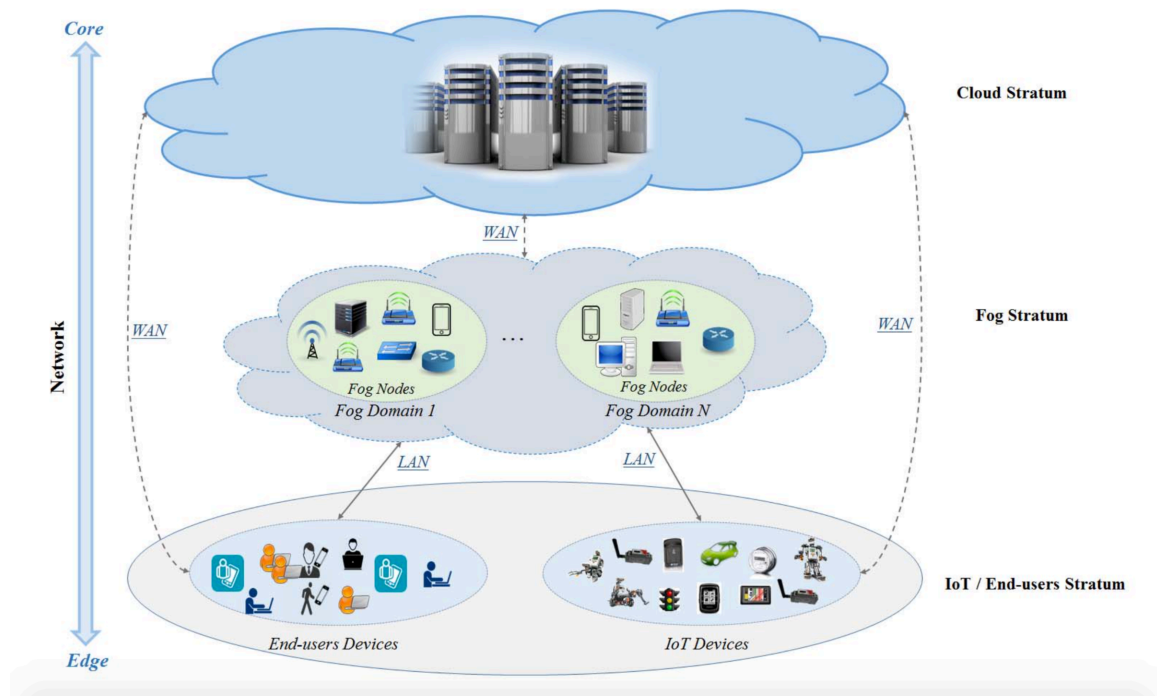 Core
Cloud Stratum
WAN
Network
WAN
WAN
Fog Stratum
...
Fog Nodes
Fog Domain 1
Fog Nodes
Fog Domain N
LAN
LAN
IoT / End-users Stratum
End-users Devices
IoT Devices
Edge